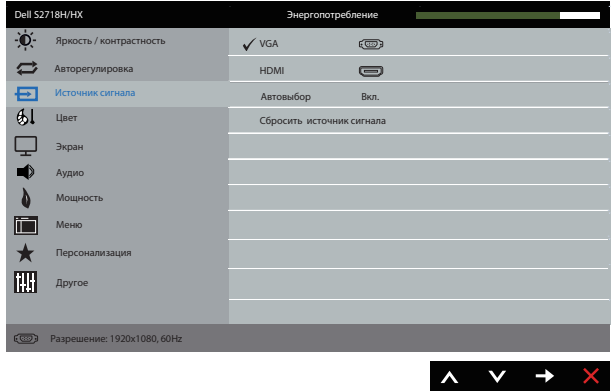 Dell S2718H/HX Энергопотребление
Яркость / контрастность ✓ VGA
Авторегулировка HDMI
Источник сигнала Автовыбор Вкл.
Цвет Сбросить источник сигнала
Экран
Аудио
Мощность
Меню
Персонализация
Другое
Разрешение: 1920x1080, 60Hz